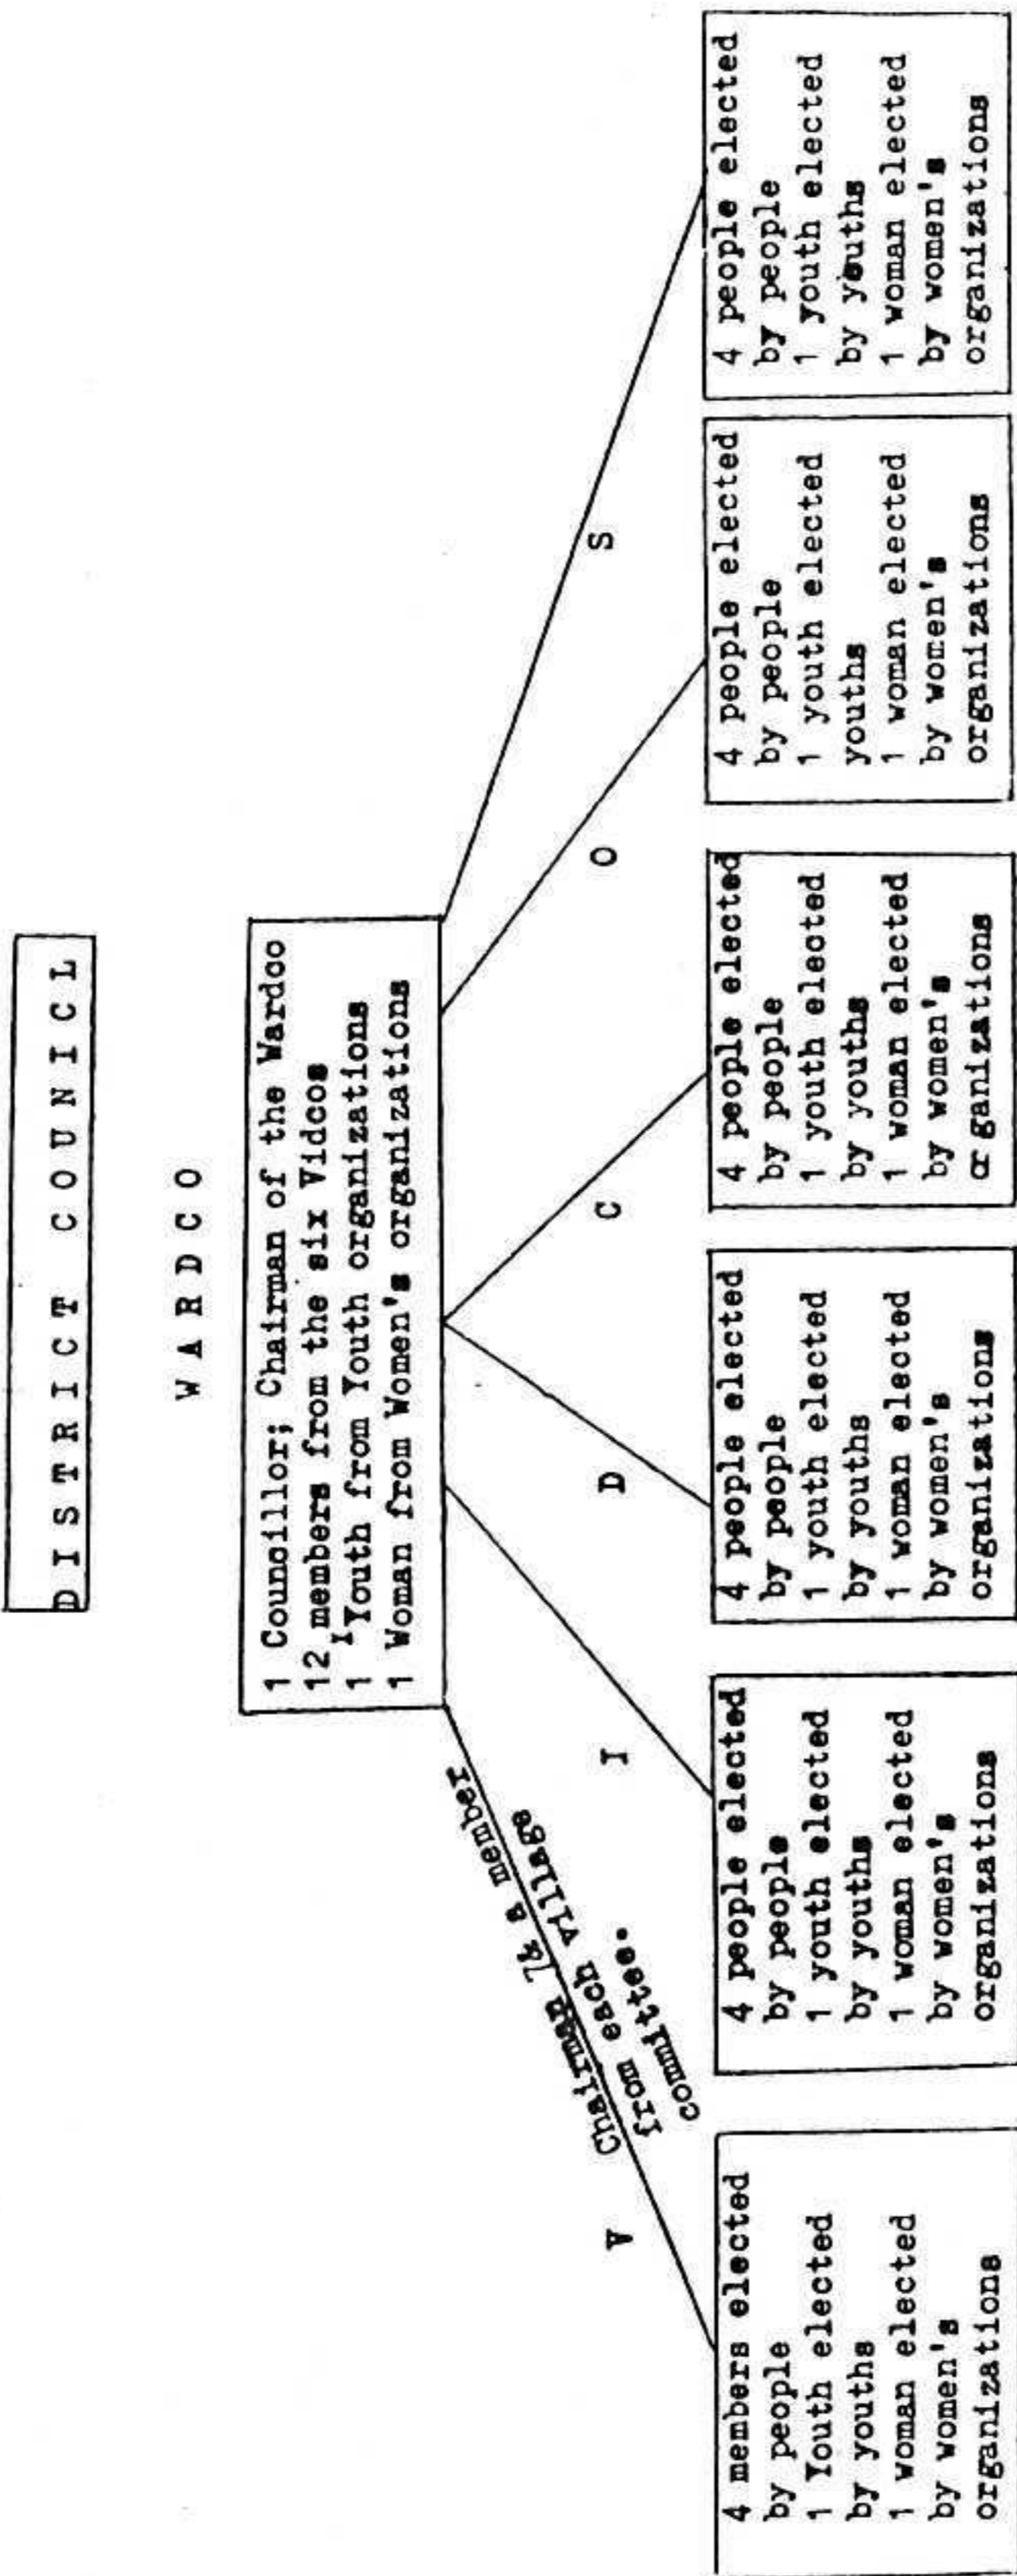 DISTRICT COUNICL
WARDCO
1 Councillor; Chairman of the Wardco
12 members from the six Vidcos
1 Youth from Youth organizations
1 Woman from Women's organizations
Chairman & a member
from each village
committee.
V I D C O S
4 members elected
by people
1 Youth elected
by youths
1 woman elected
by women's
organizations
4 people elected
by people
1 youth elected
by youths
1 woman elected
by women's
organizations
4 people elected
by people
1 youth elected
by youths
1 woman elected
by women's
organizations
4 people elected
by people
1 youth elected
by youths
1 woman elected
by women's
or ganizations
4 people elected
by people
1 youth elected
youths
1 woman elected
by women's
organizations
4 people elected
by people
1 youth elected
by youths
1 woman elected
by women's
organizations